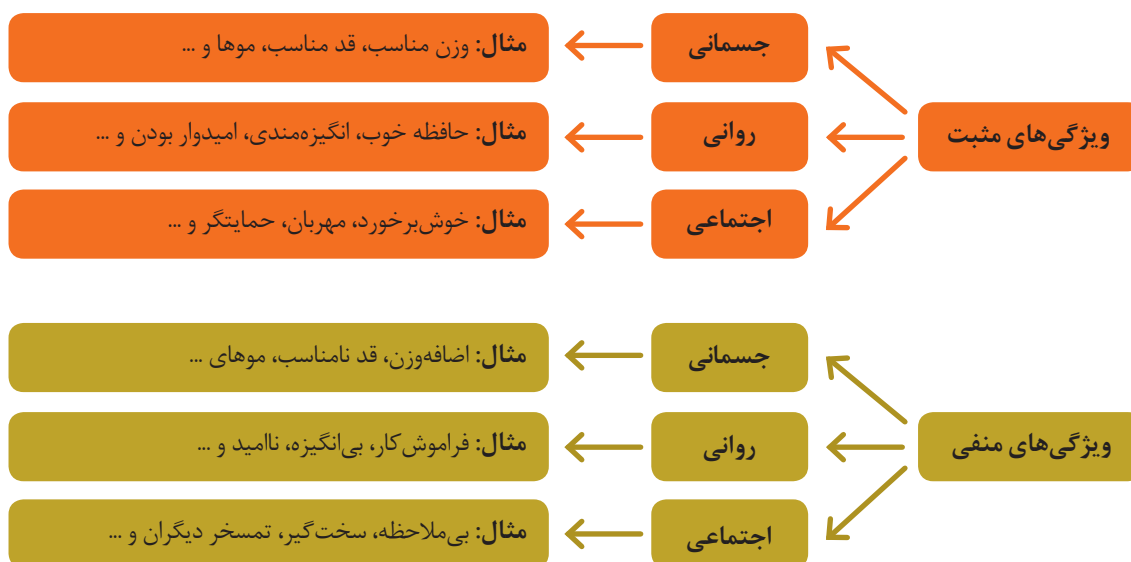 ویژگی‌های مثبت
جسمانی
مثال: وزن مناسب، قد مناسب، موها و ...
روانی
مثال: حافظه خوب، انگیزه‌مندی، امیدوار بودن و ...
اجتماعی
مثال: خوش‌برخورد، مهربان، حمایتگر و ...
ویژگی‌های منفی
جسمانی
مثال: اضافه‌وزن، قد نامناسب، موهای ...
روانی
مثال: فراموش‌کار، بی‌انگیزه، ناامید و ...
اجتماعی
مثال: بی‌ملاحظه، سخت‌گیر، تمسخر دیگران و ...